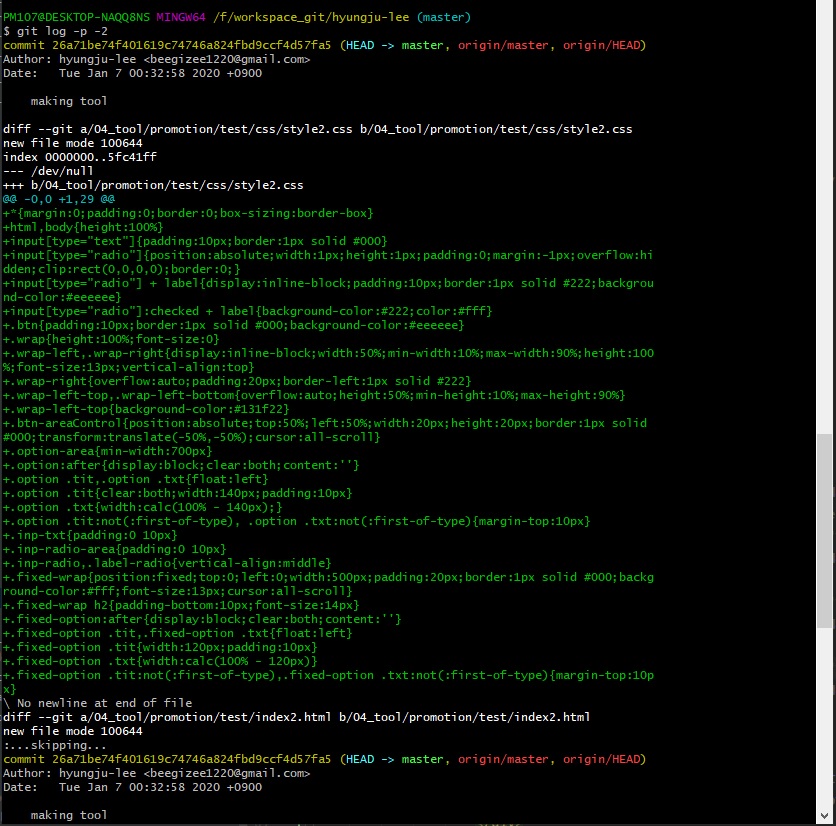 PM107@DESKTOP-NAQQ8NS MINGW64 /f/workspace_git/hyungju-lee (master)
$ git log -p -2
commit 26a71be74f401619c74746a824fbd9ccf4d57fa5 (HEAD -> master, origin/master, origin/HEAD)
Author: hyungju-lee <beegizee1220@gmail.com>
Date:   Tue Jan 7 00:32:58 2020 +0900

    making tool

diff --git a/04_tool/promotion/test/css/style2.css b/04_tool/promotion/test/css/style2.css
new file mode 100644
index 0000000..5fc41ff
--- /dev/null
+++ b/04_tool/promotion/test/css/style2.css
@@ -0,0 +1,29 @@
+*{margin:0;padding:0;border:0;box-sizing:border-box}
+html,body{height:100%}
+input[type="text"]{padding:10px;border:1px solid #000}
+input[type="radio"]{position:absolute;width:1px;height:1px;padding:0;margin:-1px;overflow:hi
dden;clip:rect(0,0,0,0);border:0;}
+input[type="radio"] + label{display:inline-block;padding:10px;border:1px solid #222;backgrou
nd-color:#eeeeee}
+input[type="radio"]:checked + label{background-color:#222;color:#fff}
+.btn{padding:10px;border:1px solid #000;background-color:#eeeeee}
+.wrap{height:100%;font-size:0}
+.wrap-left,.wrap-right{display:inline-block;width:50%;min-width:10%;max-width:90%;height:100
%;font-size:13px;vertical-align:top}
+.wrap-right{overflow:auto;padding:20px;border-left:1px solid #222}
+.wrap-left-top,.wrap-left-bottom{overflow:auto;height:50%;min-height:10%;max-height:90%}
+.wrap-left-top{background-color:#131f22}
+.btn-areaControl{position:absolute;top:50%;left:50%;width:20px;height:20px;border:1px solid
#000;transform:translate(-50%,-50%);cursor:all-scroll}
+.option-area{min-width:700px}
+.option:after{display:block;clear:both;content:''}
+.option .tit,.option .txt{float:left}
+.option .tit{clear:both;width:140px;padding:10px}
+.option .txt{width:calc(100% - 140px);}
+.option .tit:not(:first-of-type), .option .txt:not(:first-of-type){margin-top:10px}
+.inp-txt{padding:0 10px}
+.inp-radio-area{padding:0 10px}
+.inp-radio,.label-radio{vertical-align:middle}
+.fixed-wrap{position:fixed;top:0;left:0;width:500px;padding:20px;border:1px solid #000;backg
round-color:#fff;font-size:13px;cursor:all-scroll}
+.fixed-wrap h2{padding-bottom:10px;font-size:14px}
+.fixed-option:after{display:block;clear:both;content:''}
+.fixed-option .tit,.fixed-option .txt{float:left}
+.fixed-option .tit{width:120px;padding:10px}
+.fixed-option .txt{width:calc(100% - 120px)}
+.fixed-option .tit:not(:first-of-type),.fixed-option .txt:not(:first-of-type){margin-top:10p
x}
\ No newline at end of file
diff --git a/04_tool/promotion/test/index2.html b/04_tool/promotion/test/index2.html
new file mode 100644
:...skipping...
commit 26a71be74f401619c74746a824fbd9ccf4d57fa5 (HEAD -> master, origin/master, origin/HEAD)
Author: hyungju-lee <beegizee1220@gmail.com>
Date:   Tue Jan 7 00:32:58 2020 +0900

    making tool